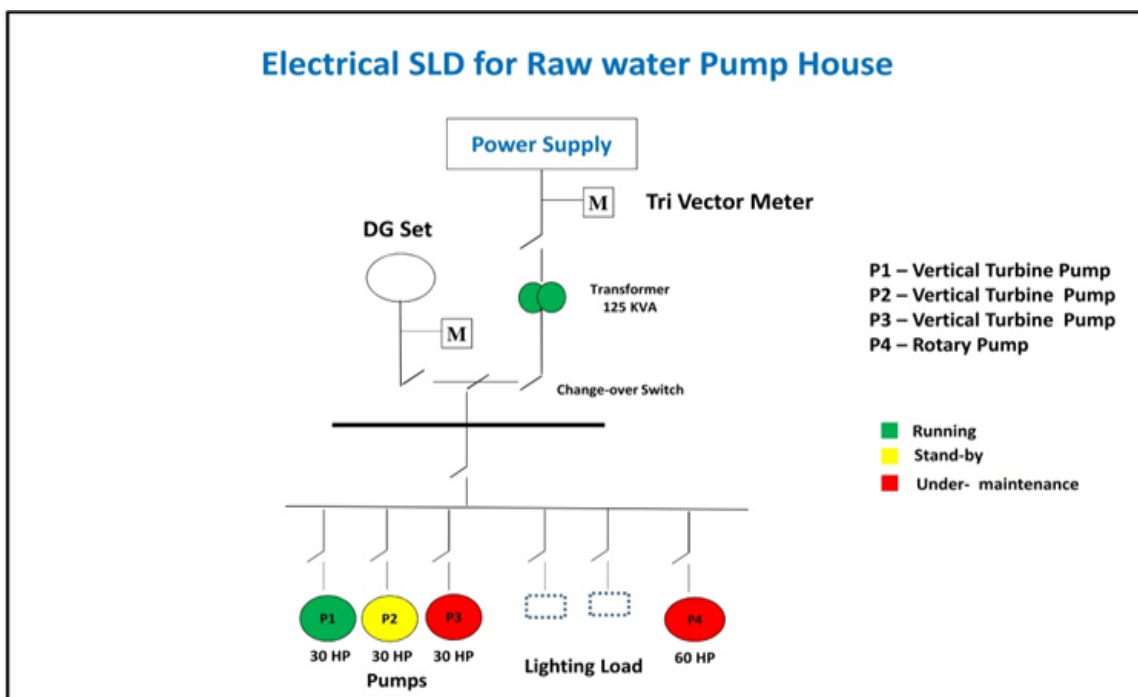 Electrical SLD for Raw water Pump House
Power Supply
M
Tri Vector Meter
DG Set
Transformer
125 KVA
M
Change-over Switch
P1 – Vertical Turbine Pump
P2 – Vertical Turbine Pump
P3 – Vertical Turbine Pump
P4 – Rotary Pump
Running
Stand-by
Under- maintenance
P1
P2
P3
P4
30 HP
30 HP
30 HP
60 HP
Pumps
Lighting Load